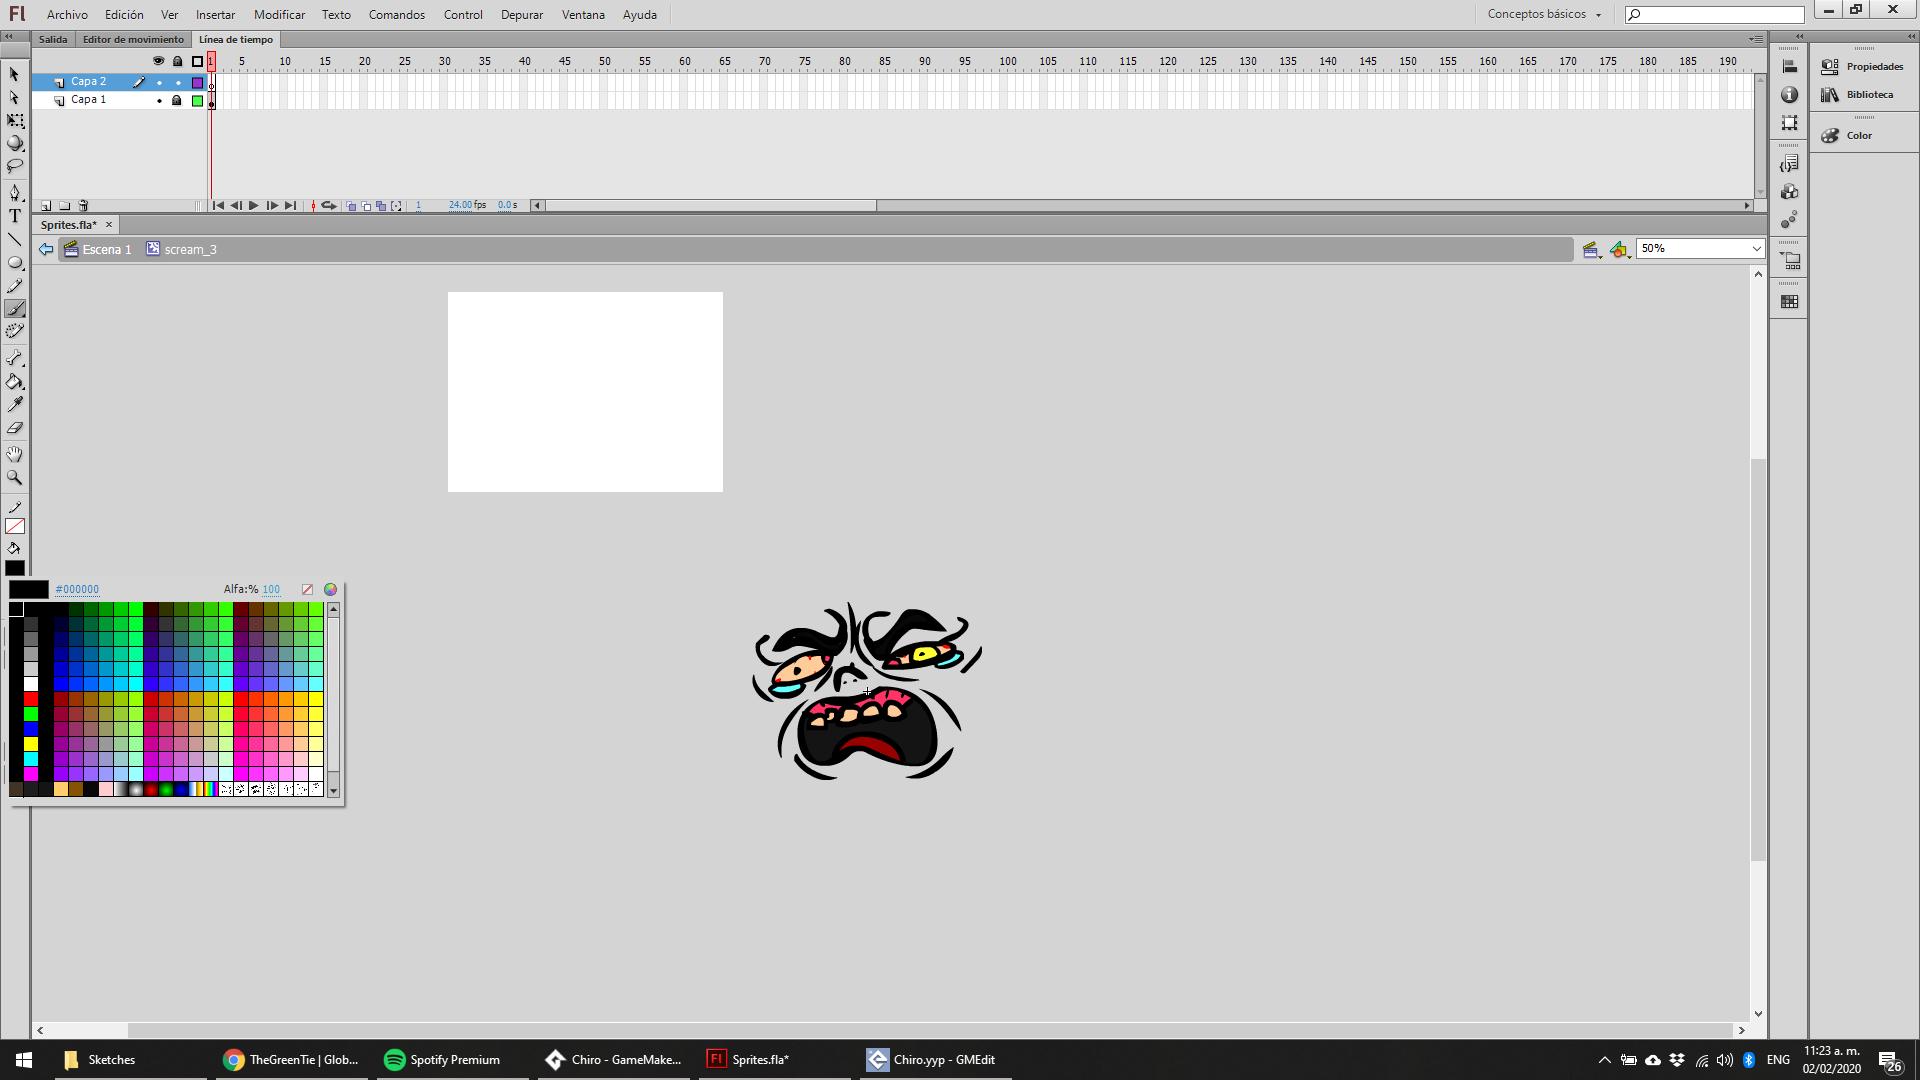 Fl Archivo Edición Ver Insertar Modificar Texto Comandos Control Depurar Ventana Ayuda Conceptos básicos
Salida Editor de movimiento Línea de tiempo
1 5 10 15 20 25 30 35 40 45 50 55 60 65 70 75 80 85 90 95 100 105 110 115 120 125 130 135 140 145 150 155 160 165 170 175 180 185 190
Capa 2
Capa 1
1 24.00 fps 0.0 s
Propiedades
Biblioteca
Color
Sprites.fla*
Escena 1 scream_3 50%
#000000 Alfa:% 100
Sketches TheGreenTie | Glob... Spotify Premium Chiro - GameMake... Fl Sprites.fla* Chiro.yyp - GMEdit ENG 11:23 a. m.
02/02/2020 26